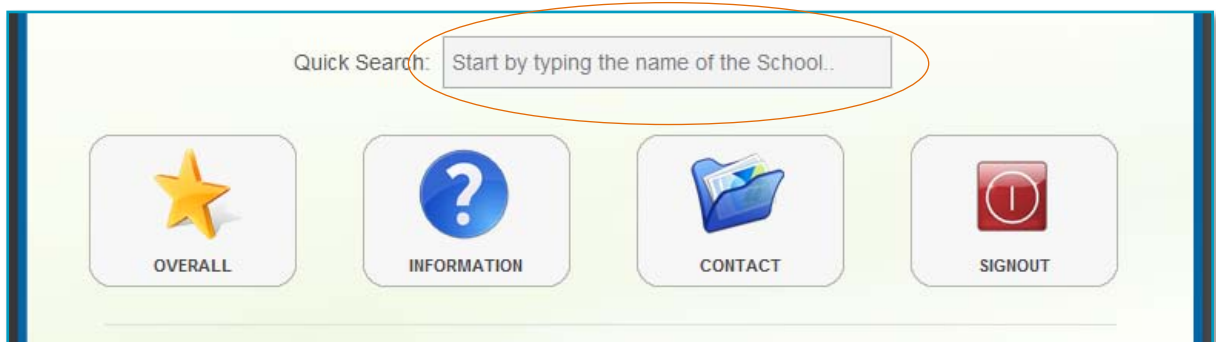 Quick Search: Start by typing the name of the School..
OVERALL INFORMATION CONTACT SIGNOUT